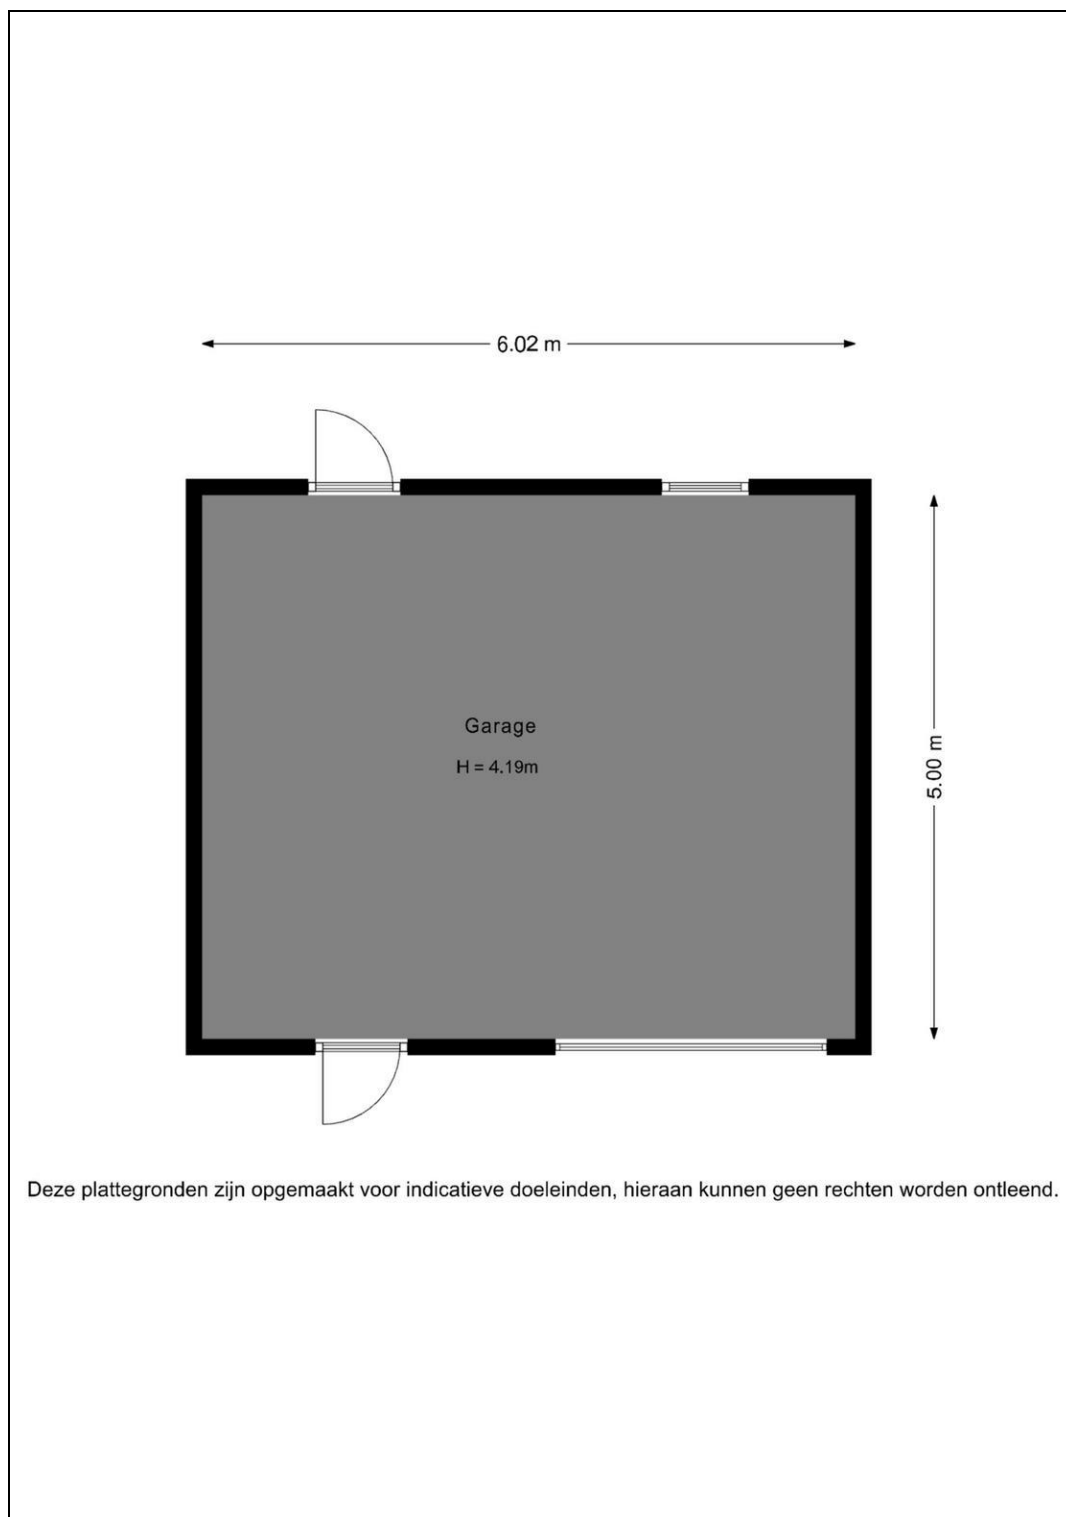 6.02 m
Garage
H = 4.19m
5.00 m
Deze plattegronden zijn opgemaakt voor indicatieve doeleinden, hieraan kunnen geen rechten worden ontleend.